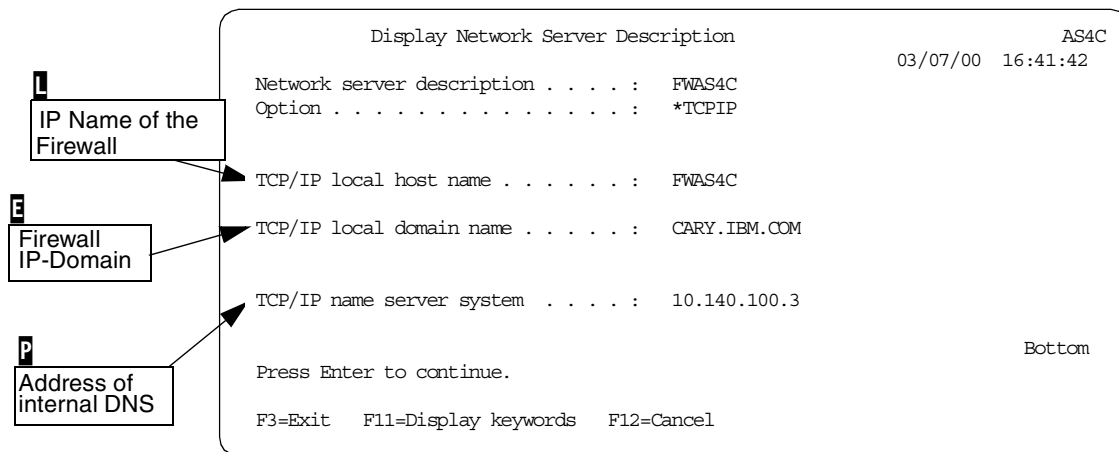 Display Network Server Description AS4C
03/07/00 16:41:42
Network server description . . . . : FWAS4C
Option . . . . . . . . . . . . . . : *TCPIP
L
IP Name of the
Firewall
TCP/IP local host name . . . . . . : FWAS4C
E
Firewall
IP-Domain
TCP/IP local domain name . . . . . : CARY.IBM.COM
TCP/IP name server system . . . . : 10.140.100.3
P
Address of
internal DNS
Bottom
Press Enter to continue.
F3=Exit F11=Display keywords F12=Cancel